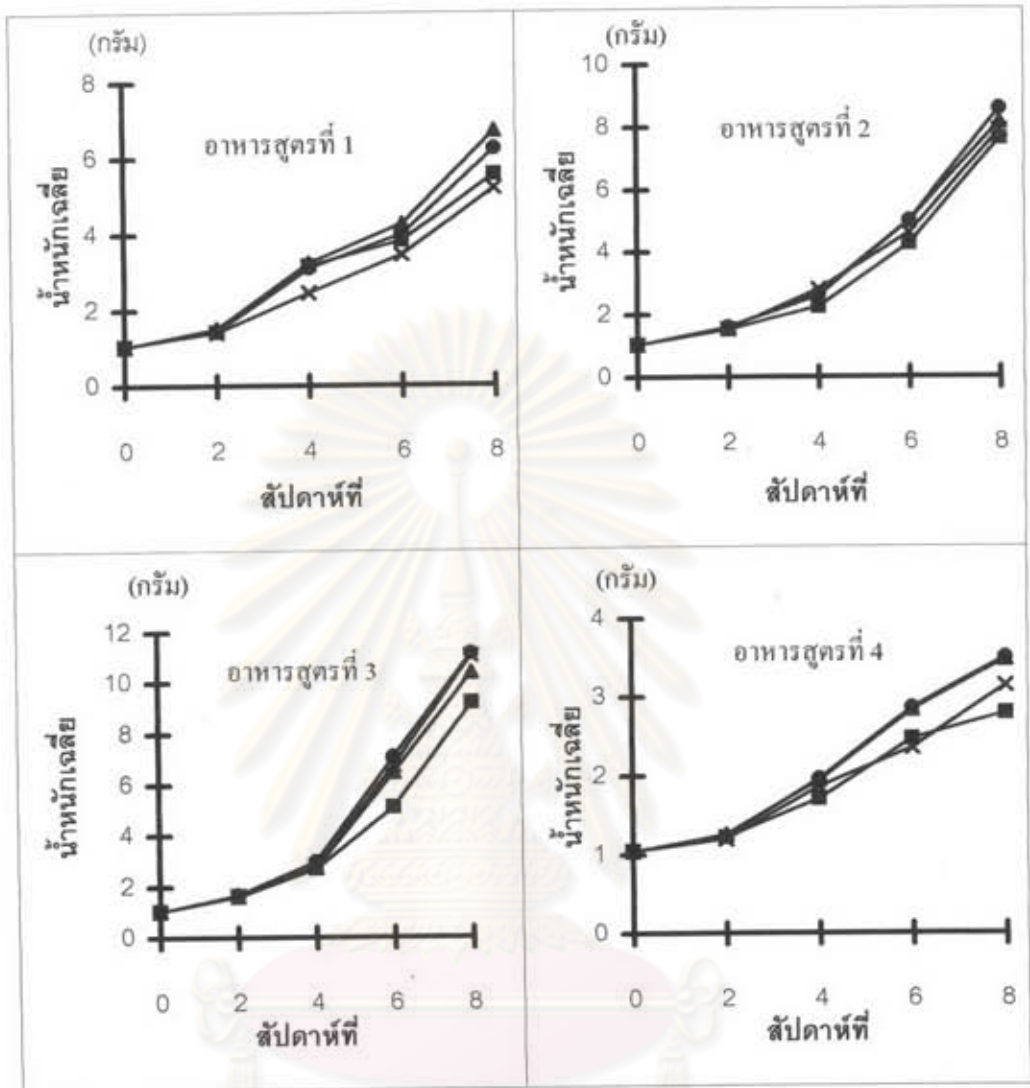 (กรัม)
8
6
4
2
0
น้ำหนักเฉลี่ย
อาหารสูตรที่ 1
0 2 4 6 8
สัปดาห์ที่
(กรัม)
10
8
6
4
2
0
น้ำหนักเฉลี่ย
อาหารสูตรที่ 2
0 2 4 6 8
สัปดาห์ที่
(กรัม)
12
10
8
6
4
2
0
น้ำหนักเฉลี่ย
อาหารสูตรที่ 3
0 2 4 6 8
สัปดาห์ที่
(กรัม)
4
3
2
1
0
น้ำหนักเฉลี่ย
อาหารสูตรที่ 4
0 2 4 6 8
สัปดาห์ที่